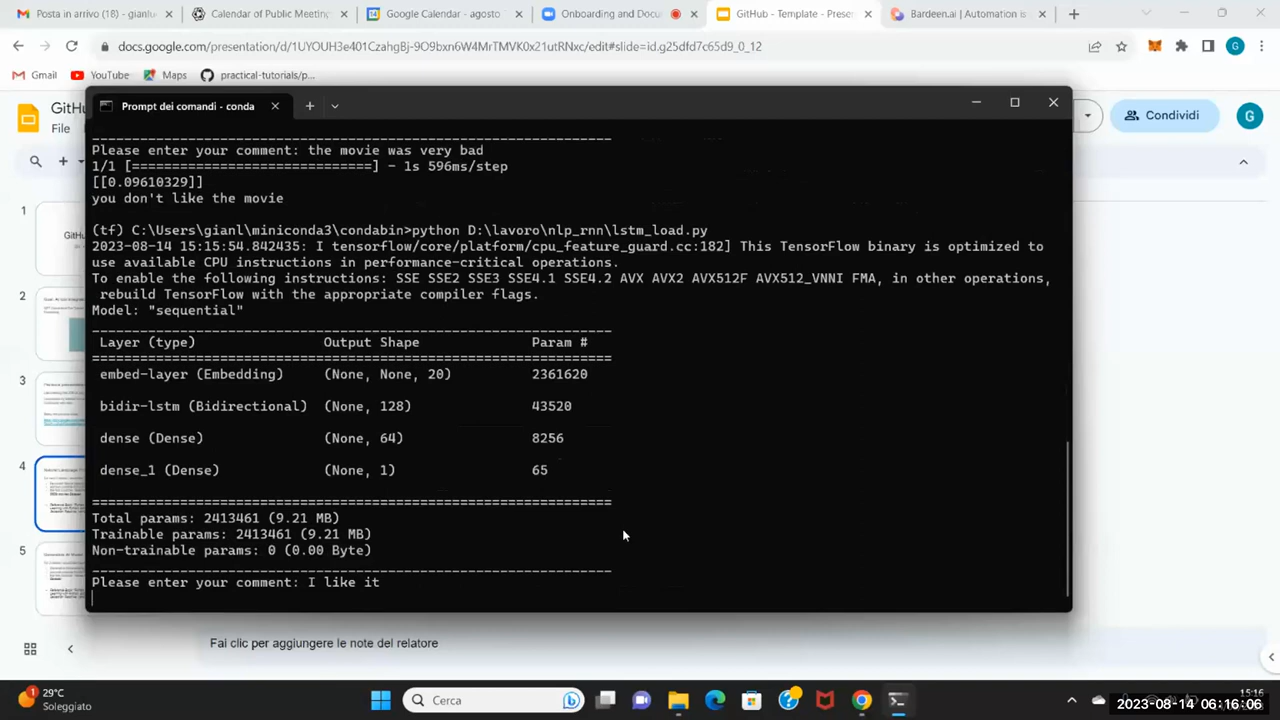 Posta in arrivo (18) - gianlu
Calendar of Public Meeting
Google Calendar - agosto
Onboarding and Docu
GitHub - Template - Prese
Bardeen.ai | Automation is
docs.google.com/presentation/d/1UYOUH3e401CzahgBj-9O9bxn6W4MrTMVK0x21utRNxc/edit#slide=id.g25dfd7c65d9_0_12
G
Gmail
YouTube
Maps
practical-tutorials/p...
GitHu
File
Condividi
G
Prompt dei comandi - conda
Please enter your comment: the movie was very bad
1/1 [==============================] - 1s 596ms/step
[[0.09610329]]
you don't like the movie
(tf) C:\Users\gianl\miniconda3\condabin>python D:\lavoro\nlp_rnn\lstm_load.py
2023-08-14 15:15:54.842435: I tensorflow/core/platform/cpu_feature_guard.cc:182] This TensorFlow binary is optimized to
use available CPU instructions in performance-critical operations.
To enable the following instructions: SSE SSE2 SSE3 SSE4.1 SSE4.2 AVX AVX2 AVX512F AVX512_VNNI FMA, in other operations,
rebuild TensorFlow with the appropriate compiler flags.
Model: "sequential"
Layer (type) Output Shape Param #
embed-layer (Embedding) (None, None, 20) 2361620
bidir-lstm (Bidirectional) (None, 128) 43520
dense (Dense) (None, 64) 8256
dense_1 (Dense) (None, 1) 65
Total params: 2413461 (9.21 MB)
Trainable params: 2413461 (9.21 MB)
Non-trainable params: 0 (0.00 Byte)
Please enter your comment: I like it
1
2
3
4
5
Fai clic per aggiungere le note del relatore
29°C
Soleggiato
Cerca
15:16
2023-08-14 06:16:06